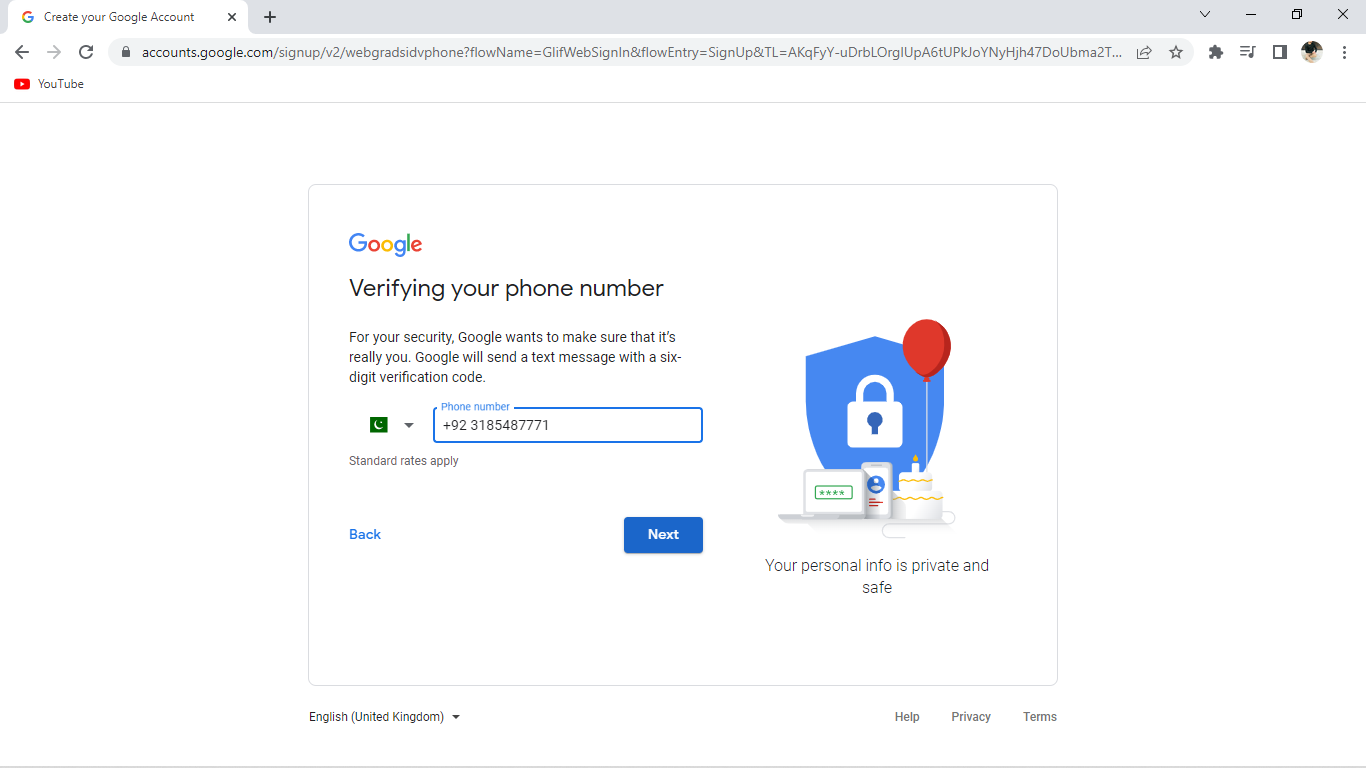 Create your Google Account
accounts.google.com/signup/v2/webgradsidvphone?flowName=GlifWebSignIn&flowEntry=SignUp&TL=AKqFyY-uDrbLOrgIUpA6tUPkJoYNyHjh47DoUbma2T...
YouTube
Google
Verifying your phone number
For your security, Google wants to make sure that it's
really you. Google will send a text message with a six-
digit verification code.
Phone number
+92 3185487771
Standard rates apply
Back
Next
****
Your personal info is private and
safe
English (United Kingdom)
Help
Privacy
Terms